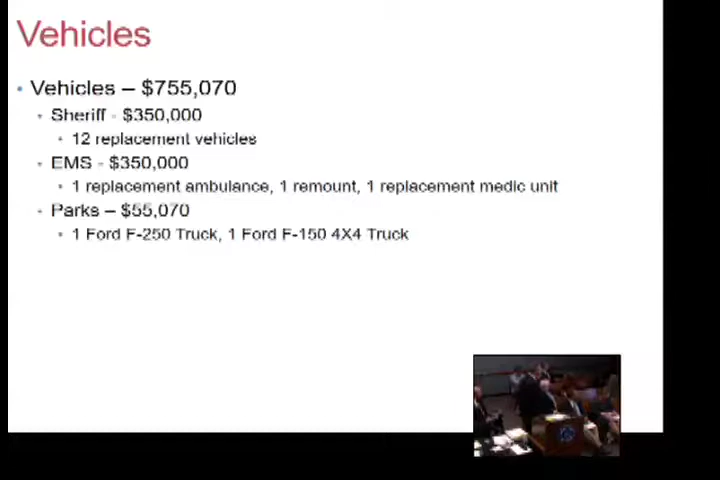 Vehicles
• Vehicles – $755,070
• Sheriff - $350,000
• 12 replacement vehicles
• EMS - $350,000
• 1 replacement ambulance, 1 remount, 1 replacement medic unit
• Parks – $55,070
• 1 Ford F-250 Truck, 1 Ford F-150 4X4 Truck